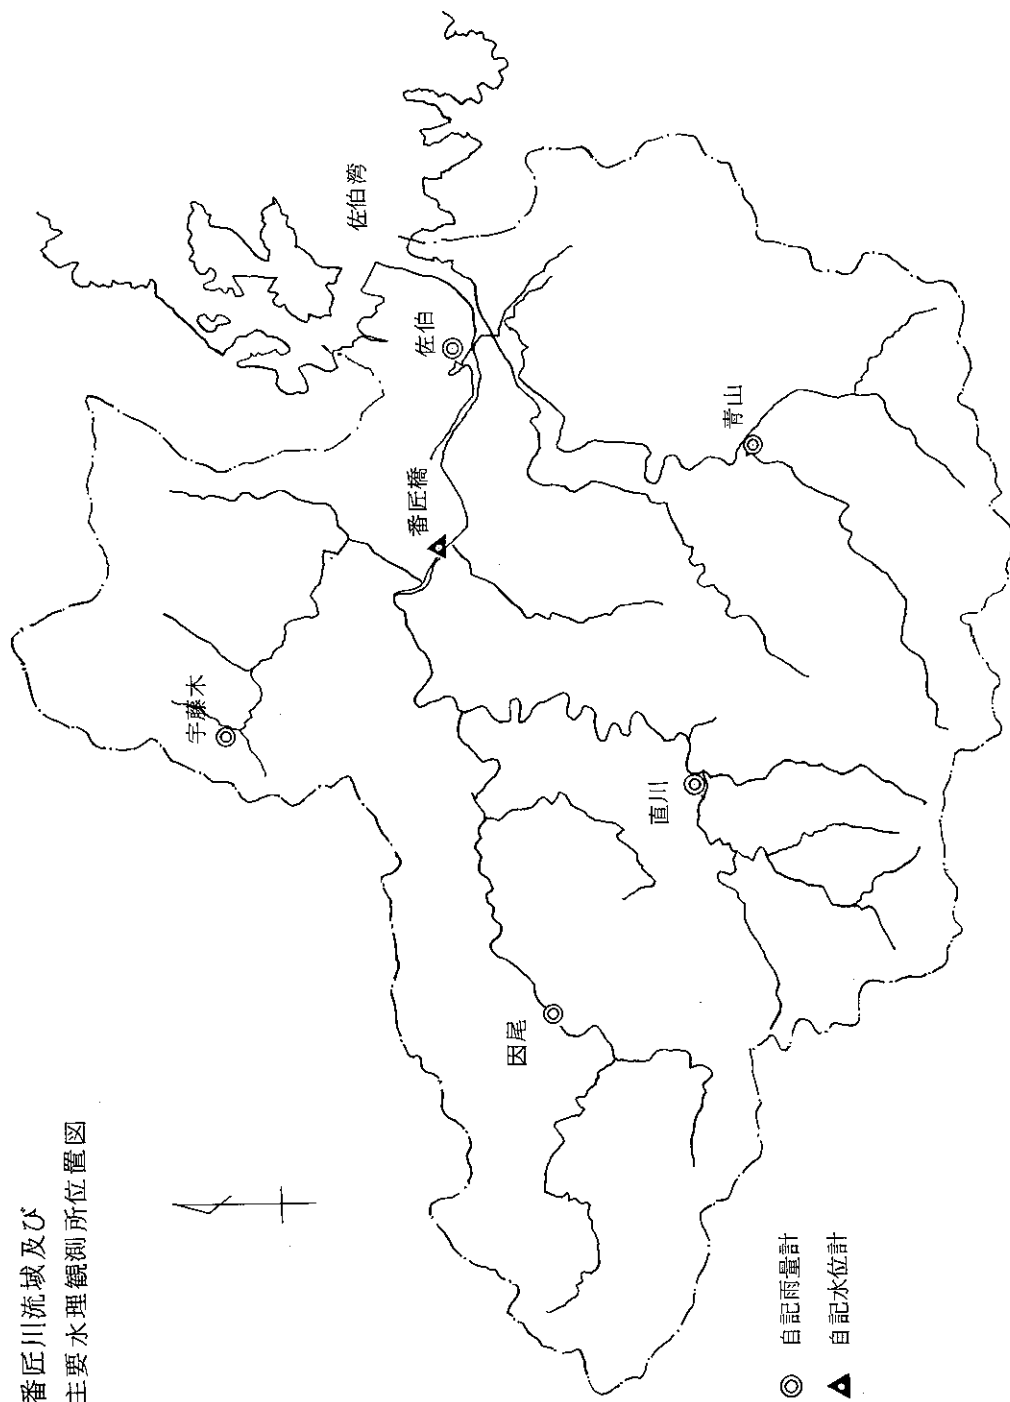 番匠川流域及び
主要水理観測所位置図
宇藤木
佐伯湾
佐伯
番匠橋
青山
直川
因尾
◎ 自記雨量計
▲ 自記水位計